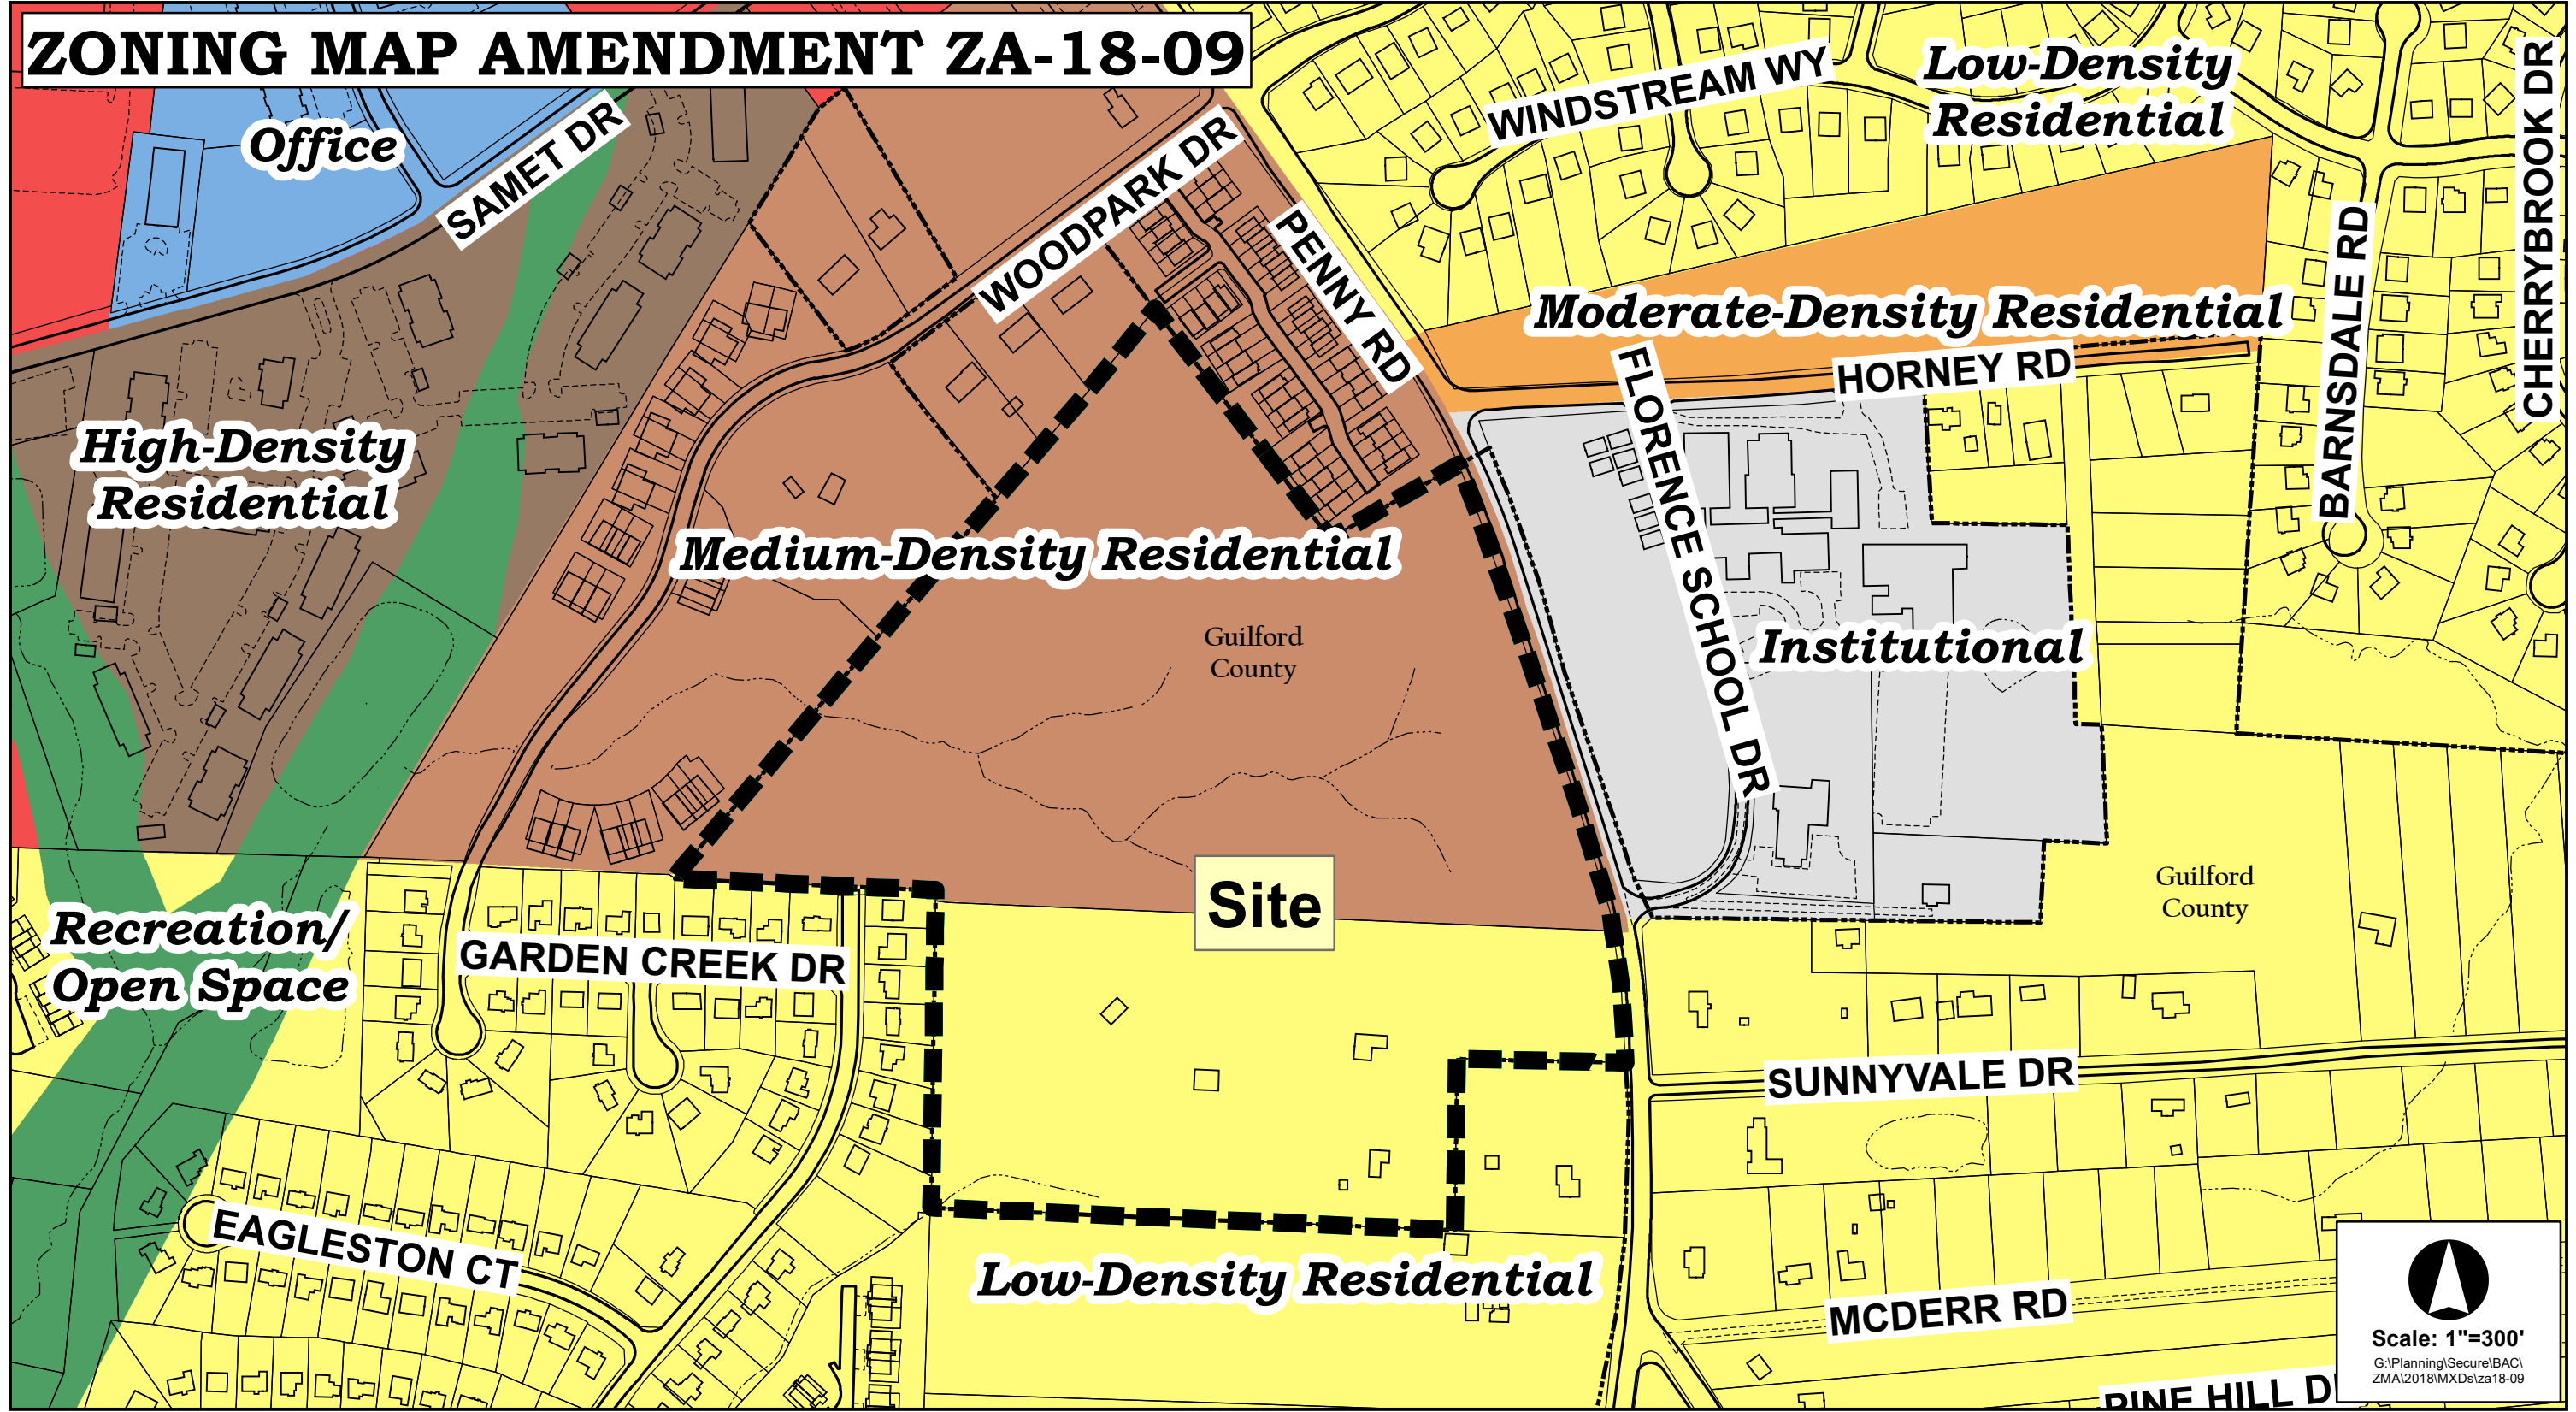 ZONING MAP AMENDMENT ZA-18-09
Office
SAMET DR
WOODPARK DR
PENNY RD
WINDSTREAM WY
Low-Density
Residential
CHERRYBROOK DR
BARNSDALE RD
Moderate-Density Residential
HORNEY RD
FLORENCE SCHOOL DR
High-Density
Residential
Medium-Density Residential
Guilford
County
Institutional
Guilford
County
Site
Recreation/
Open Space
GARDEN CREEK DR
SUNNYVALE DR
EAGLESTON CT
Low-Density Residential
MCDERR RD
PINE HILL D
Scale: 1"=300'
G:\Planning\Secure\BAC\
ZMA\2018\MXDs\za18-09